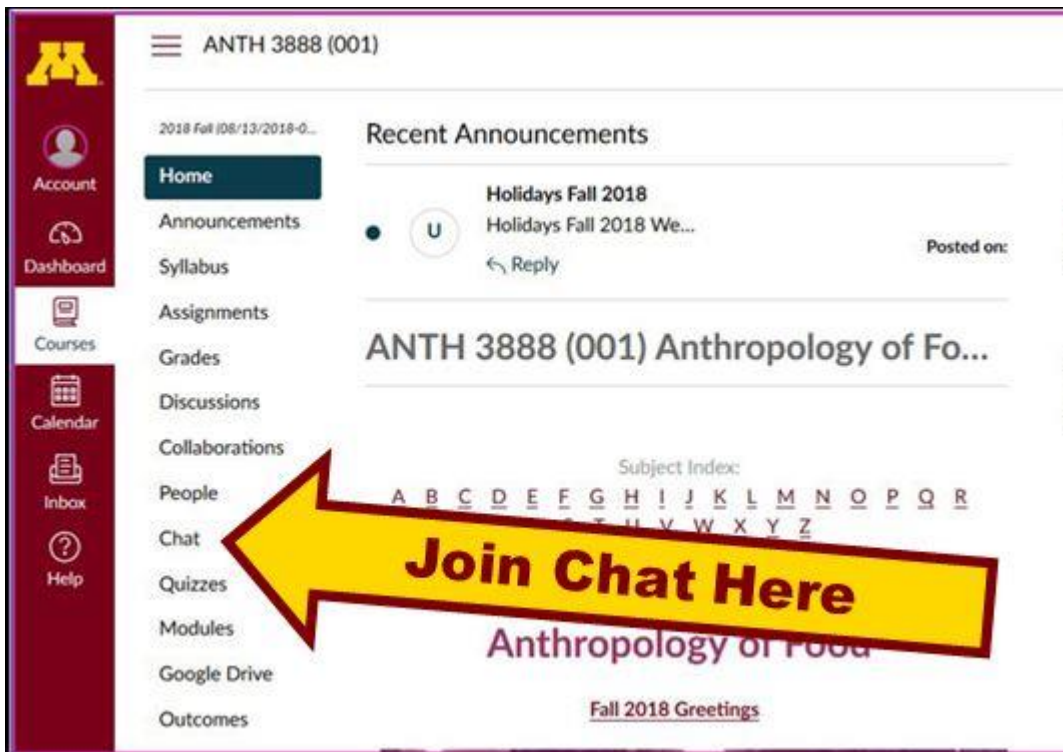 M
ANTH 3888 (001)
Account
Dashboard
Courses
Calendar
Inbox
Help
2018 Fall (08/13/2018-0...
Home
Announcements
Syllabus
Assignments
Grades
Discussions
Collaborations
People
Chat
Quizzes
Modules
Google Drive
Outcomes
Recent Announcements
U
Holidays Fall 2018
Holidays Fall 2018 We...
Reply
Posted on:
ANTH 3888 (001) Anthropology of Fo...
Subject Index:
A B C D E F G H I J K L M N O P Q R
S T U V W X Y Z
Join Chat Here
Anthropology of Food
Fall 2018 Greetings